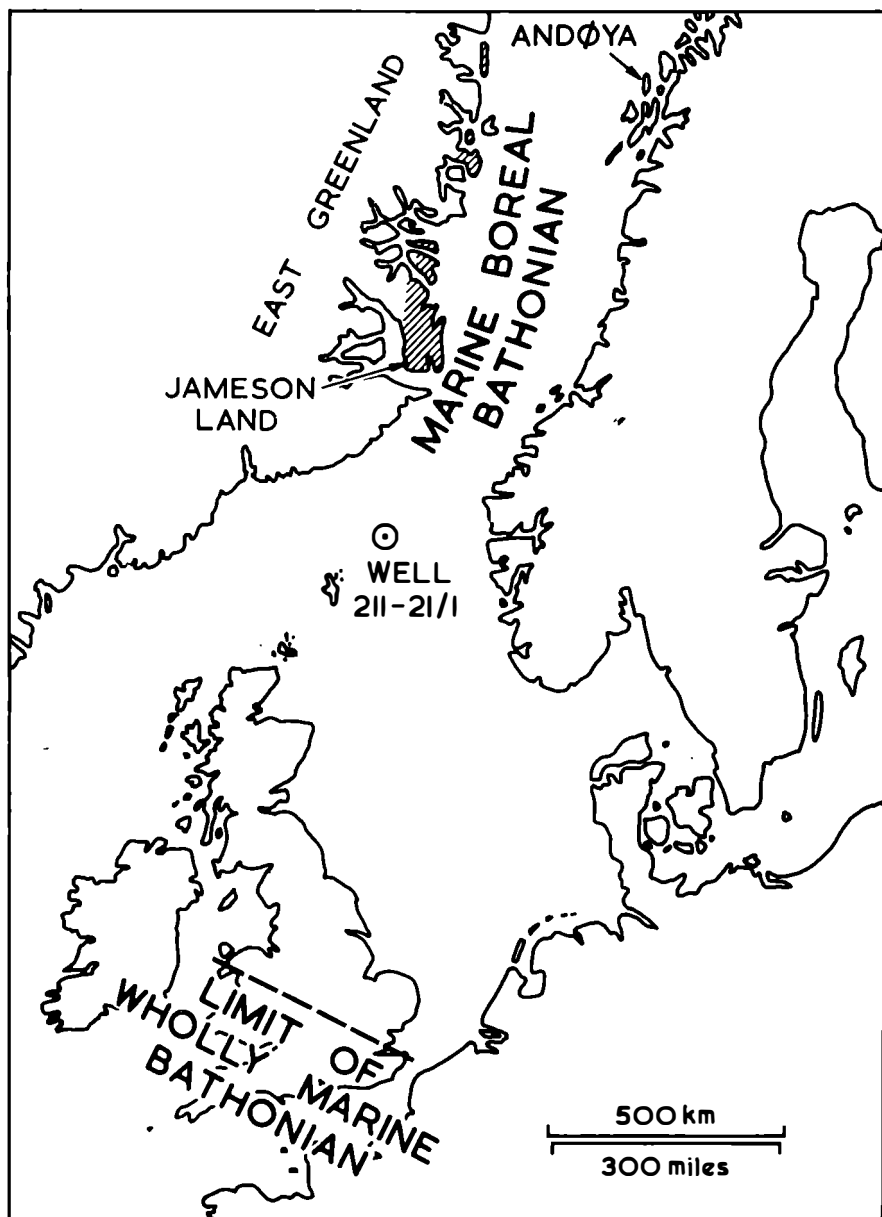 ANDØYA
EAST GREENLAND
MARINE BOREAL
BATHONIAN
JAMESON
LAND
WELL
211-21/1
LIMIT OF
WHOLLY MARINE
BATHONIAN
500 km
300 miles